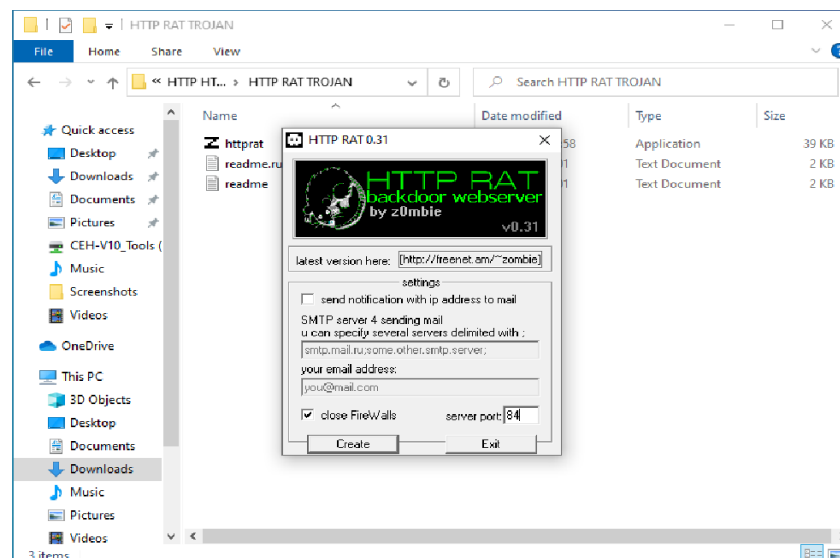 HTTP RAT TROJAN
File Home Share View
« HTTP HT... › HTTP RAT TROJAN
Search HTTP RAT TROJAN
Name Date modified Type Size
Quick access
Desktop
Downloads
Documents
Pictures
CEH-V10_Tools (
Music
Screenshots
Videos
OneDrive
This PC
3D Objects
Desktop
Documents
Downloads
Music
Pictures
Videos
3 items
httprat 58 Application 39 KB
readme.ru Text Document 2 KB
readme Text Document 2 KB
HTTP RAT 0.31
HTTP RAT
backdoor webserver
by z0mbie
v0.31
latest version here: [http://freenet.am/~zombie]
settings
send notification with ip address to mail
SMTP server 4 sending mail
u can specify several servers delimited with ;
smtp.mail.ru;some.other.smtp.server;
your email address:
you@mail.com
close FireWalls server port: 84
Create Exit